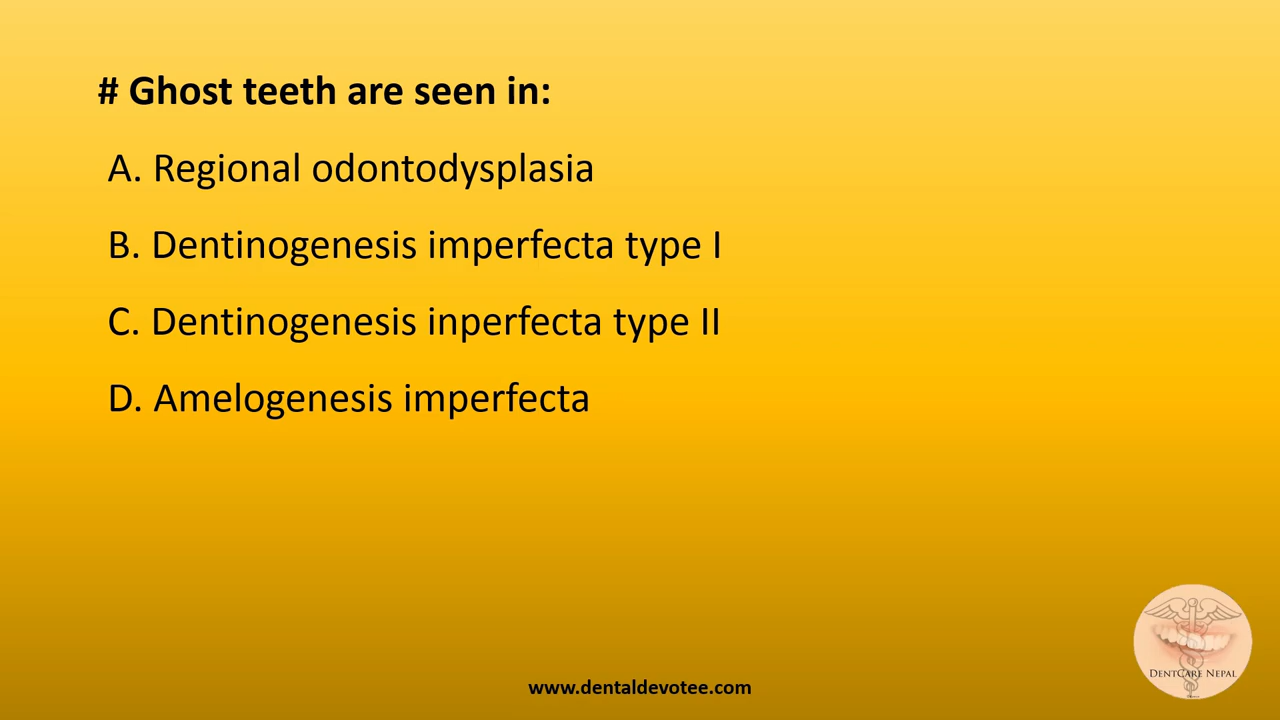 # Ghost teeth are seen in:
A. Regional odontodysplasia
B. Dentinogenesis imperfecta type I
C. Dentinogenesis inperfecta type II
D. Amelogenesis imperfecta
DentCare Nepal
www.dentaldevotee.com